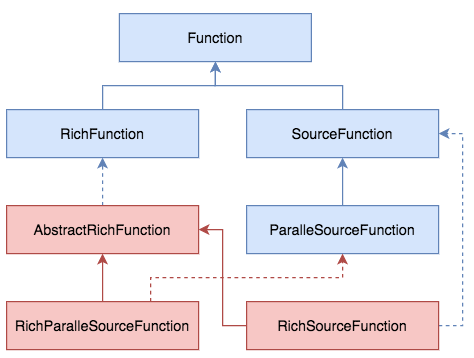 Function
RichFunction
SourceFunction
AbstractRichFunction
ParalleSourceFunction
RichParalleSourceFunction
RichSourceFunction